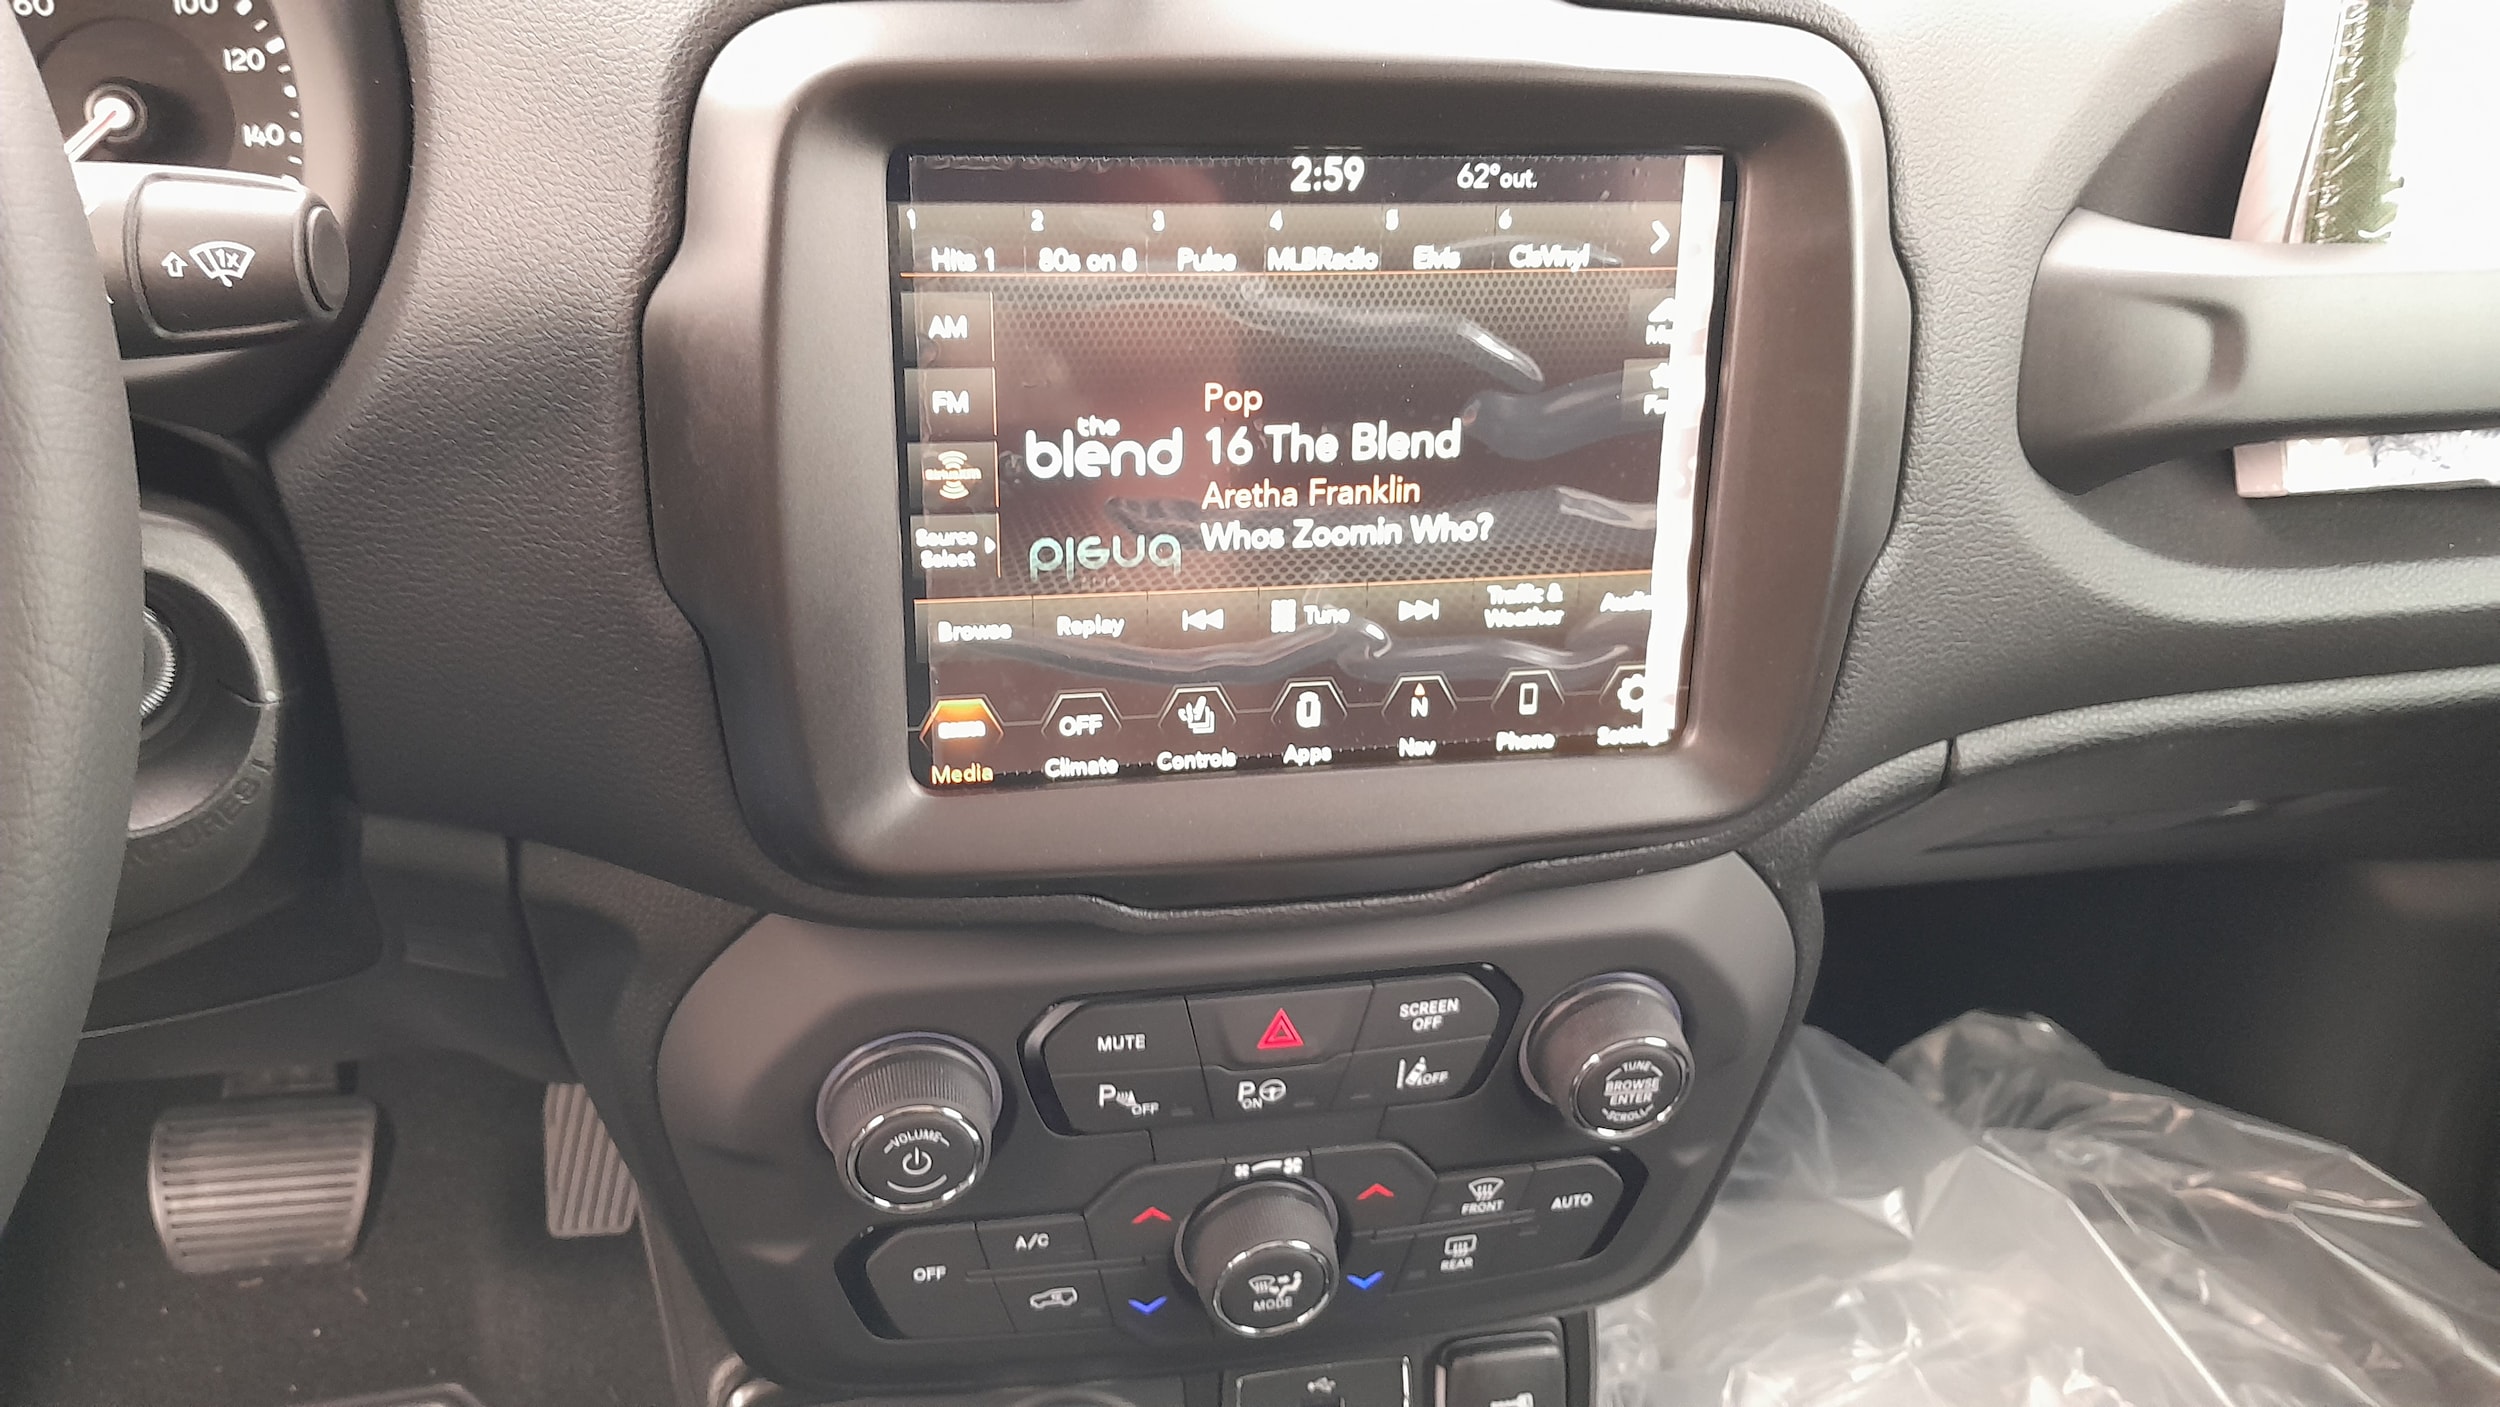 60
100
120
140
1x
2:59
62° out.
1
2
3
4
5
6
Hits 1
80s on 8
Pulse
MLBRadio
Elvis
ClsVinyl
AM
FM
Source
Select
the
blend
Pop
16 The Blend
Aretha Franklin
Whos Zoomin Who?
Browse
Replay
Tune
Traffic &
Weather
OFF
N
Media
Climate
Controls
Apps
Nav
Phone
MUTE
SCREEN
OFF
P OFF
P ON
OFF
VOLUME
TUNE
BROWSE
ENTER
SCROLL
OFF
A/C
MODE
FRONT
REAR
AUTO